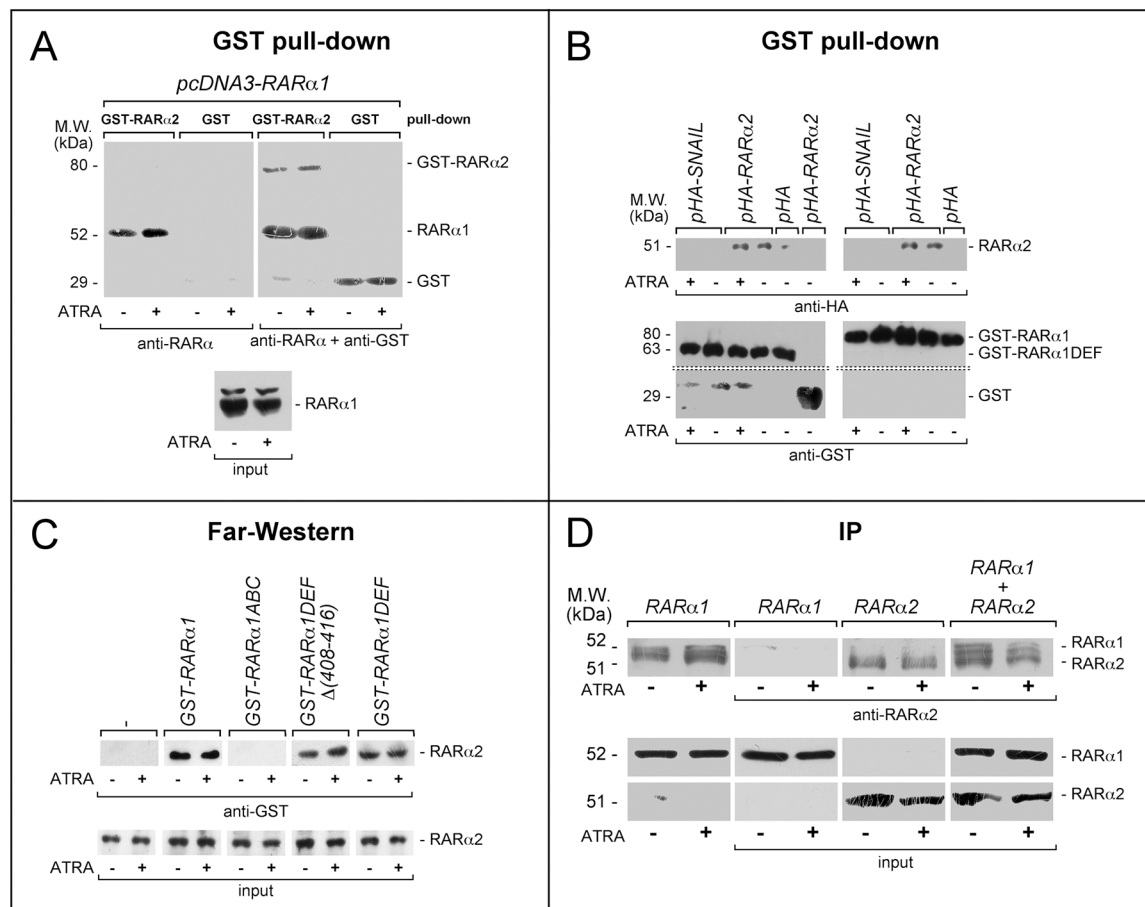 A
GST pull-down
pcDNA3-RARα1
GST-RARα2 GST GST-RARα2 GST pull-down
M.W.
(kDa)
80 - - GST-RARα2
52 - - RARα1
29 - - GST
ATRA - + - + - + - +
anti-RARα anti-RARα + anti-GST
- RARα1
ATRA - +
input
B
GST pull-down
pHA-SNAIL pHA-RARα2 pHA pHA-RARα2 pHA-SNAIL pHA-RARα2 pHA
M.W.
(kDa)
51 - - RARα2
ATRA + - + - - - + - + - -
anti-HA
80 - - GST-RARα1
63 - - GST-RARα1DEF
29 - - GST
ATRA + - + - - - + - + - -
anti-GST
C
Far-Western
- GST-RARα1 GST-RARα1ABC GST-RARα1DEF Δ(408-416) GST-RARα1DEF
- RARα2
ATRA - + - + - + - + - +
anti-GST
- RARα2
ATRA - + - + - + - + - +
input
D
IP
M.W.
(kDa)
RARα1 RARα1 RARα2 RARα1 + RARα2
52 - - RARα1
51 - - RARα2
ATRA - + - + - + - +
anti-RARα2
52 - - RARα1
51 - - RARα2
ATRA - + - + - + - +
input